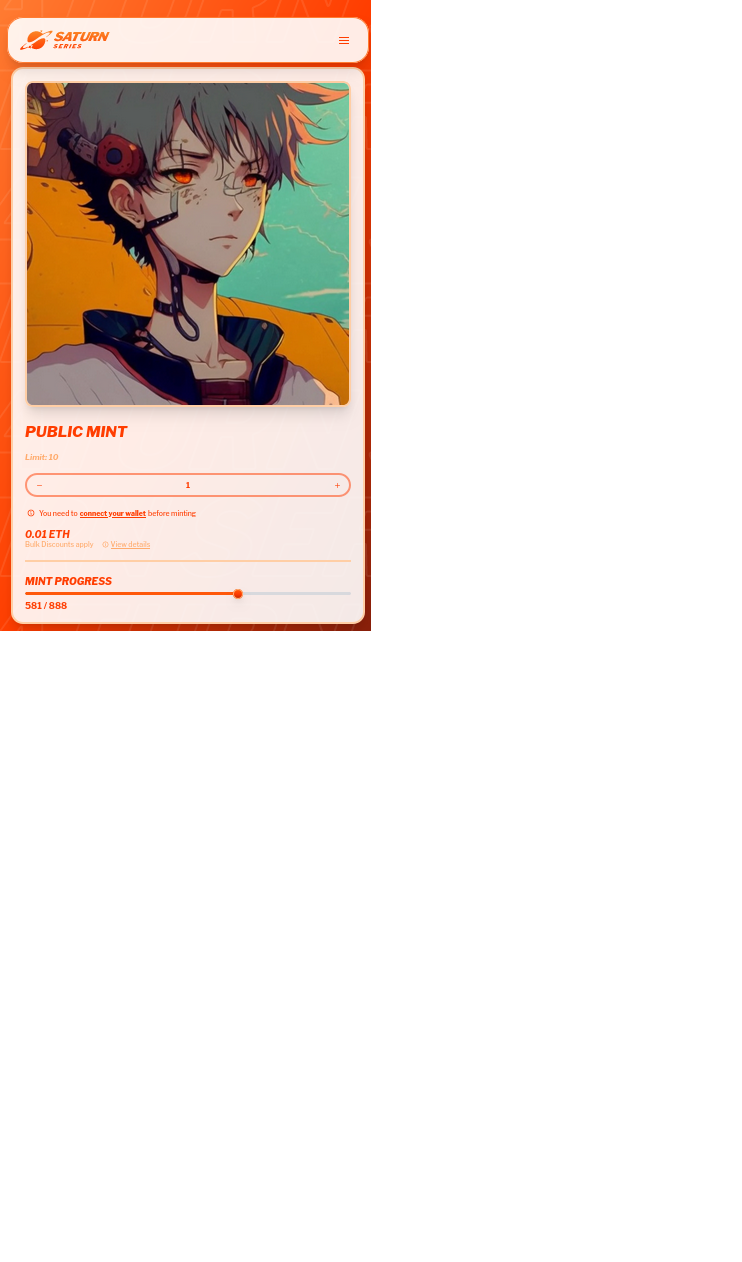 SATURN
SERIES
PUBLIC MINT
Limit: 10
− 1 +
You need to connect your wallet before minting
0.01 ETH
Bulk Discounts apply View details
MINT PROGRESS
581 / 888